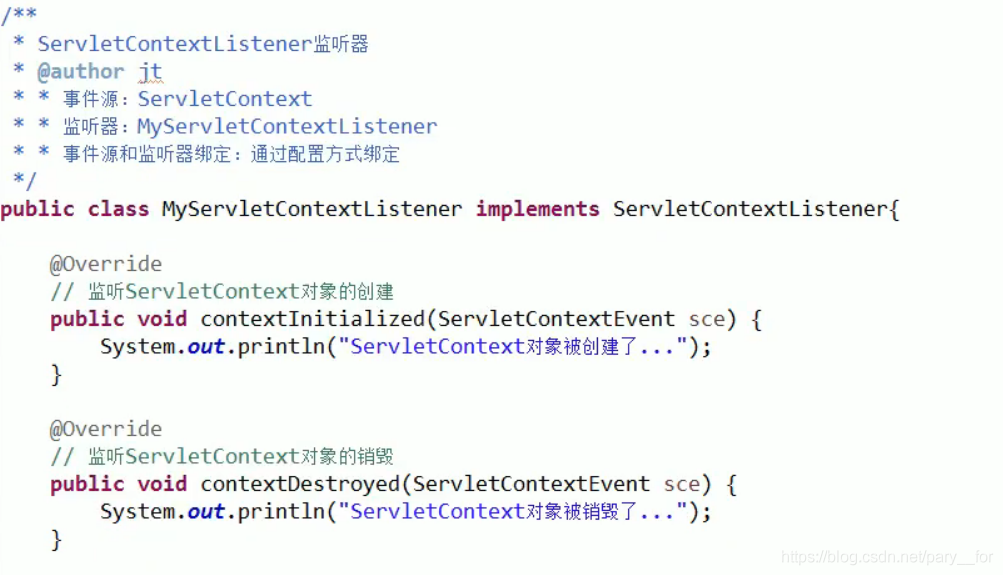 /**
 * ServletContextListener监听器
 * @author jt
 * * 事件源：ServletContext
 * * 监听器：MyServletContextListener
 * * 事件源和监听器绑定：通过配置方式绑定
 */
public class MyServletContextListener implements ServletContextListener{
    @Override
    // 监听ServletContext对象的创建
    public void contextInitialized(ServletContextEvent sce) {
        System.out.println("ServletContext对象被创建了...");
    }
    @Override
    // 监听ServletContext对象的销毁
    public void contextDestroyed(ServletContextEvent sce) {
        System.out.println("ServletContext对象被销毁了...");
    }
https://blog.csdn.net/pary__for